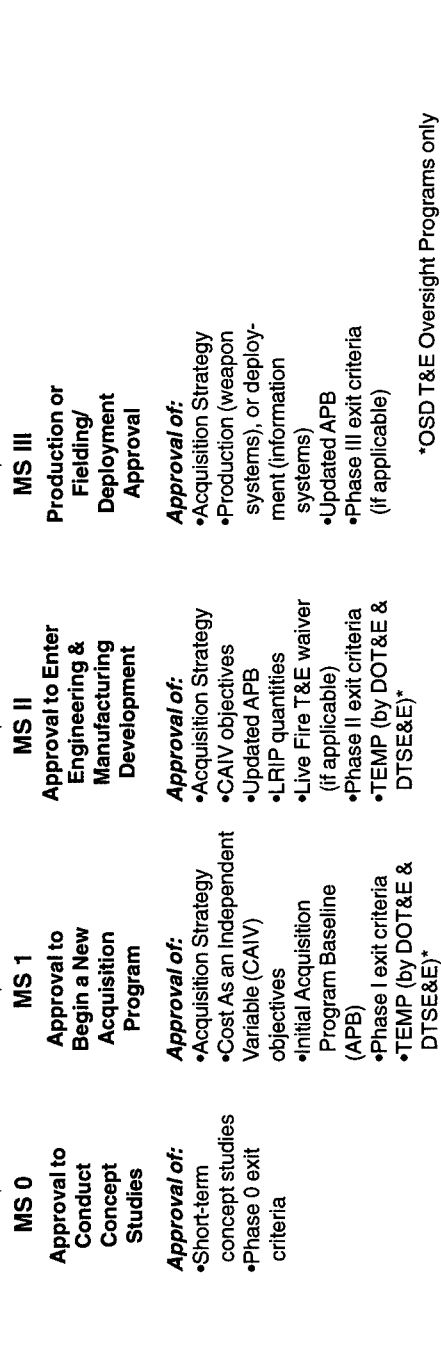 MS 0
Approval to
Conduct
Concept
Studies
Approval of:
•Short-term
concept studies
•Phase 0 exit
criteria
MS 1
Approval to
Begin a New
Acquisition
Program
Approval of:
•Acquisition Strategy
•Cost As an Independent
Variable (CAIV)
objectives
•Initial Acquisition
Program Baseline
(APB)
•Phase I exit criteria
•TEMP (by DOT&E &
DTSE&E)*
MS II
Approval to Enter
Engineering &
Manufacturing
Development
Approval of:
•Acquisition Strategy
•CAIV objectives
•Updated APB
•LRIP quantities
•Live Fire T&E waiver
(if applicable)
•Phase II exit criteria
•TEMP (by DOT&E &
DTSE&E)*
MS III
Production or
Fielding/
Deployment
Approval
Approval of:
•Acquisition Strategy
•Production (weapon
systems), or deploy-
ment (information
systems)
•Updated APB
•Phase III exit criteria
(if applicable)
*OSD T&E Oversight Programs only